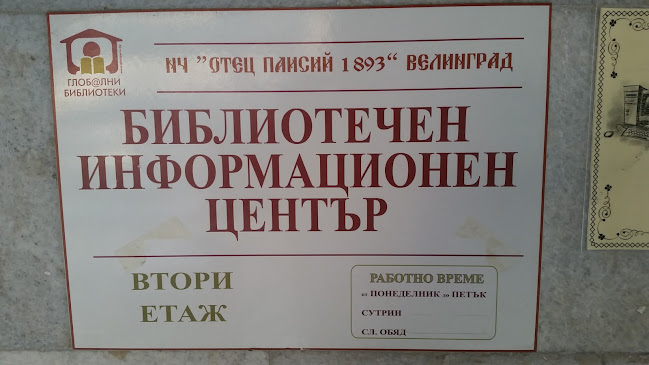 ГЛОБ@ЛНИ
БИБЛИОТЕКИ
НЧ "ОТЕЦ ПАИСИЙ 1893“ ВЕЛИНГРАД
БИБЛИОТЕЧЕН
ИНФОРМАЦИОНЕН
ЦЕНТЪР
ВТОРИ
ЕТАЖ
РАБОТНО ВРЕМЕ
от ПОНЕДЕЛНИК до ПЕТЪК
СУТРИН
СЛ. ОБЯД